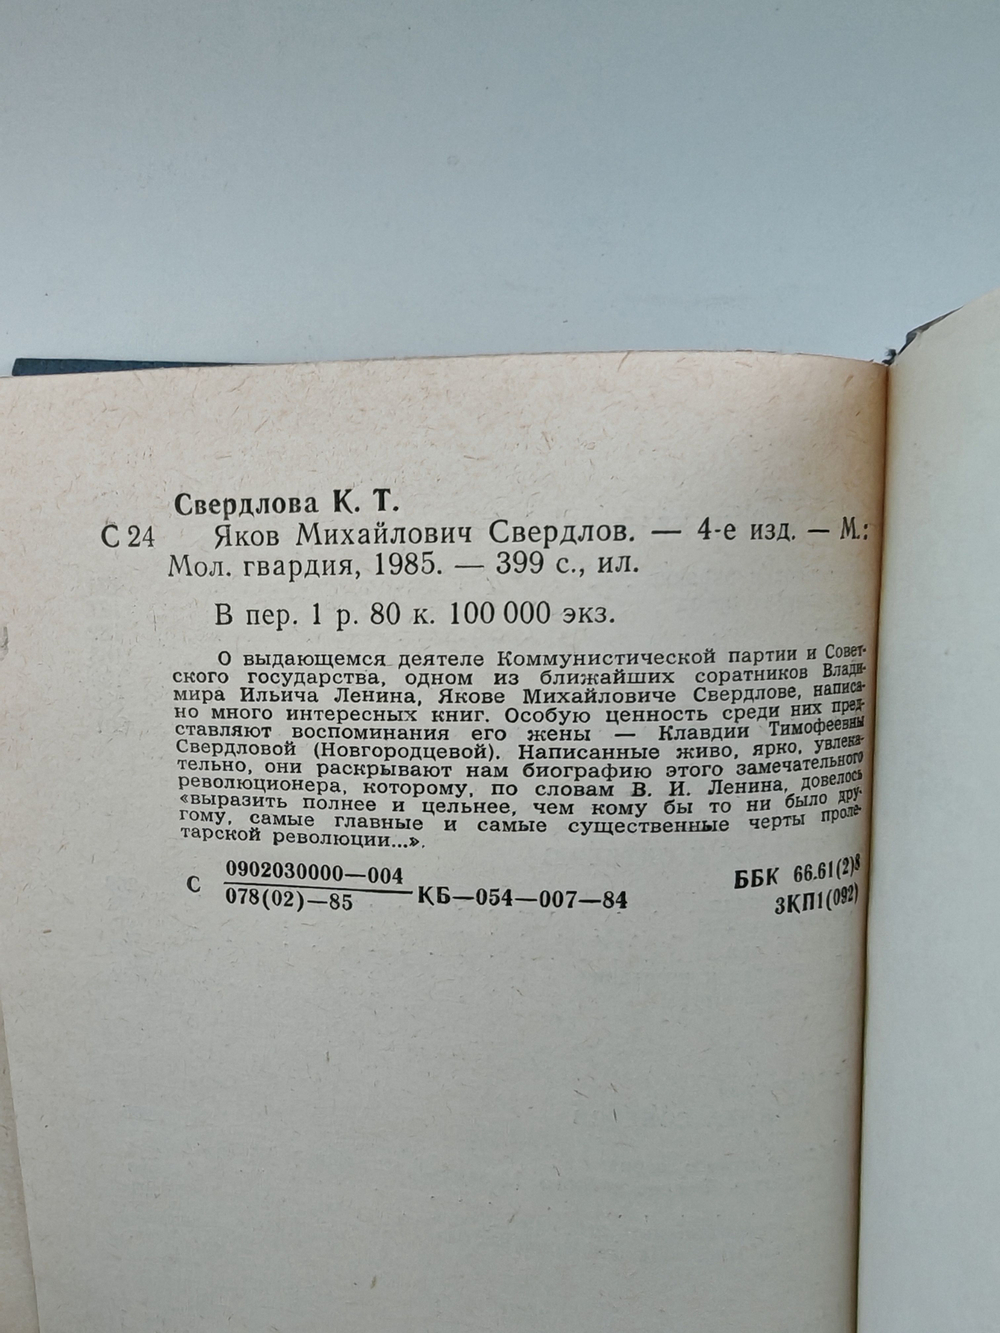 Свердлова К. Т.
С 24 Яков Михайлович Свердлов. — 4-е изд. — М.:
Мол. гвардия, 1985. — 399 с., ил.
В пер. 1 р. 80 к. 100 000 экз.
О выдающемся деятеле Коммунистической партии и Совет-
ского государства, одном из ближайших соратников Влади-
мира Ильича Ленина, Якове Михайловиче Свердлове, написа-
но много интересных книг. Особую ценность среди них пред-
ставляют воспоминания его жены — Клавдии Тимофеевны
Свердловой (Новгородцевой). Написанные живо, ярко, увлека-
тельно, они раскрывают нам биографию этого замечательного
революционера, которому, по словам В. И. Ленина, довелось
«выразить полнее и цельнее, чем кому бы то ни было дру-
гому, самые главные и самые существенные черты проле-
тарской революции...».
С 0902030000—004
078(02)—85 КБ—054—007—84
ББК 66.61(2)8
3КП1(092)